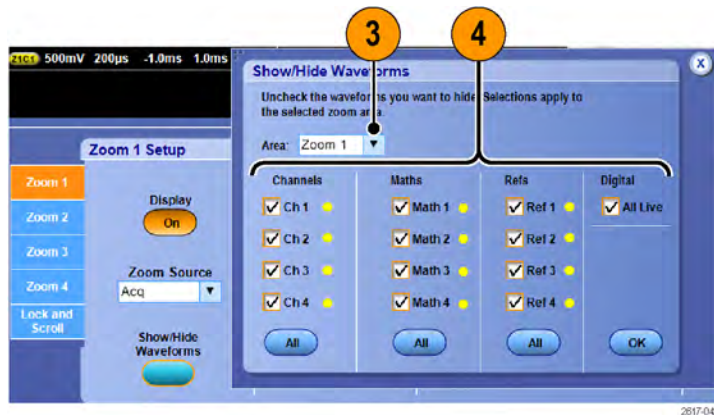 3
4
Z1C1 500mV 200µs -1.0ms 1.0ms
Show/Hide Waveforms
X
Uncheck the waveforms you want to hide. Selections apply to
the selected zoom area.
Area: Zoom 1
Zoom 1 Setup
Channels Maths Refs Digital
Zoom 1
Zoom 2
Zoom 3
Zoom 4
Lock and
Scroll
Display
On
Zoom Source
Acq
Show/Hide
Waveforms
Ch 1 Math 1 Ref 1 All Live
Ch 2 Math 2 Ref 2
Ch 3 Math 3 Ref 3
Ch 4 Math 4 Ref 4
All All All OK